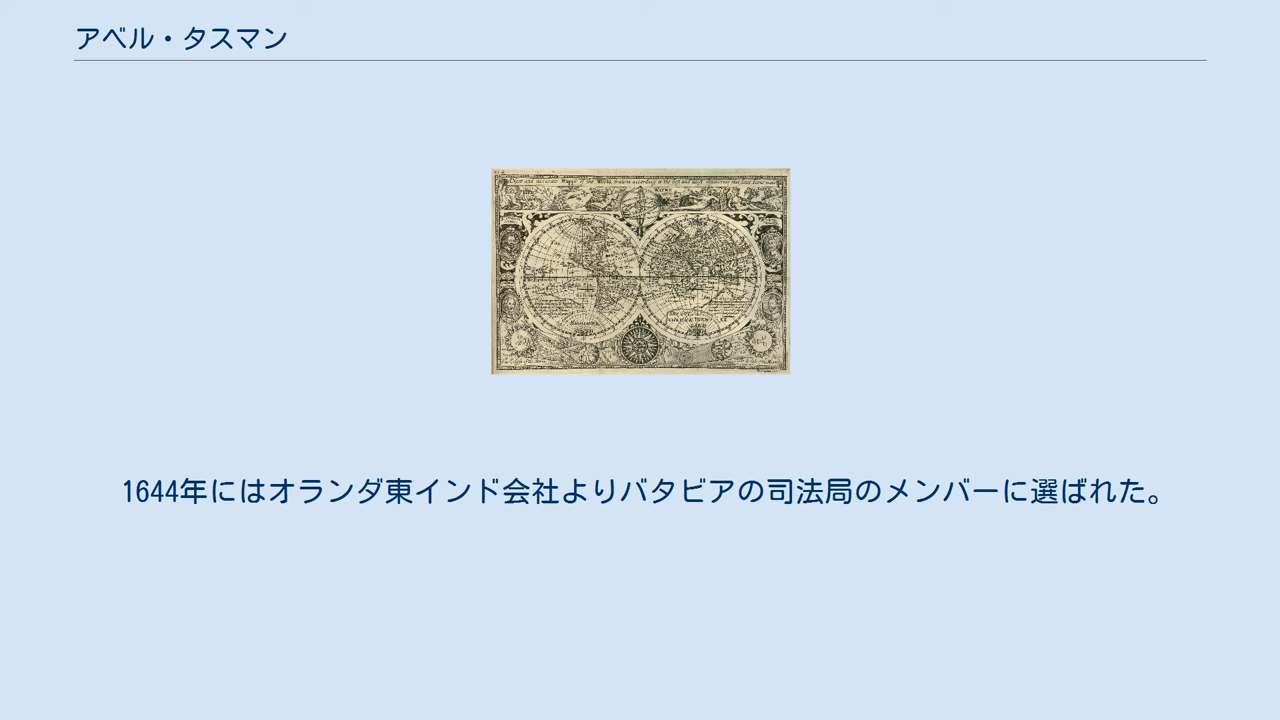 アベル・タスマン
1644年にはオランダ東インド会社よりバタビアの司法局のメンバーに選ばれた。